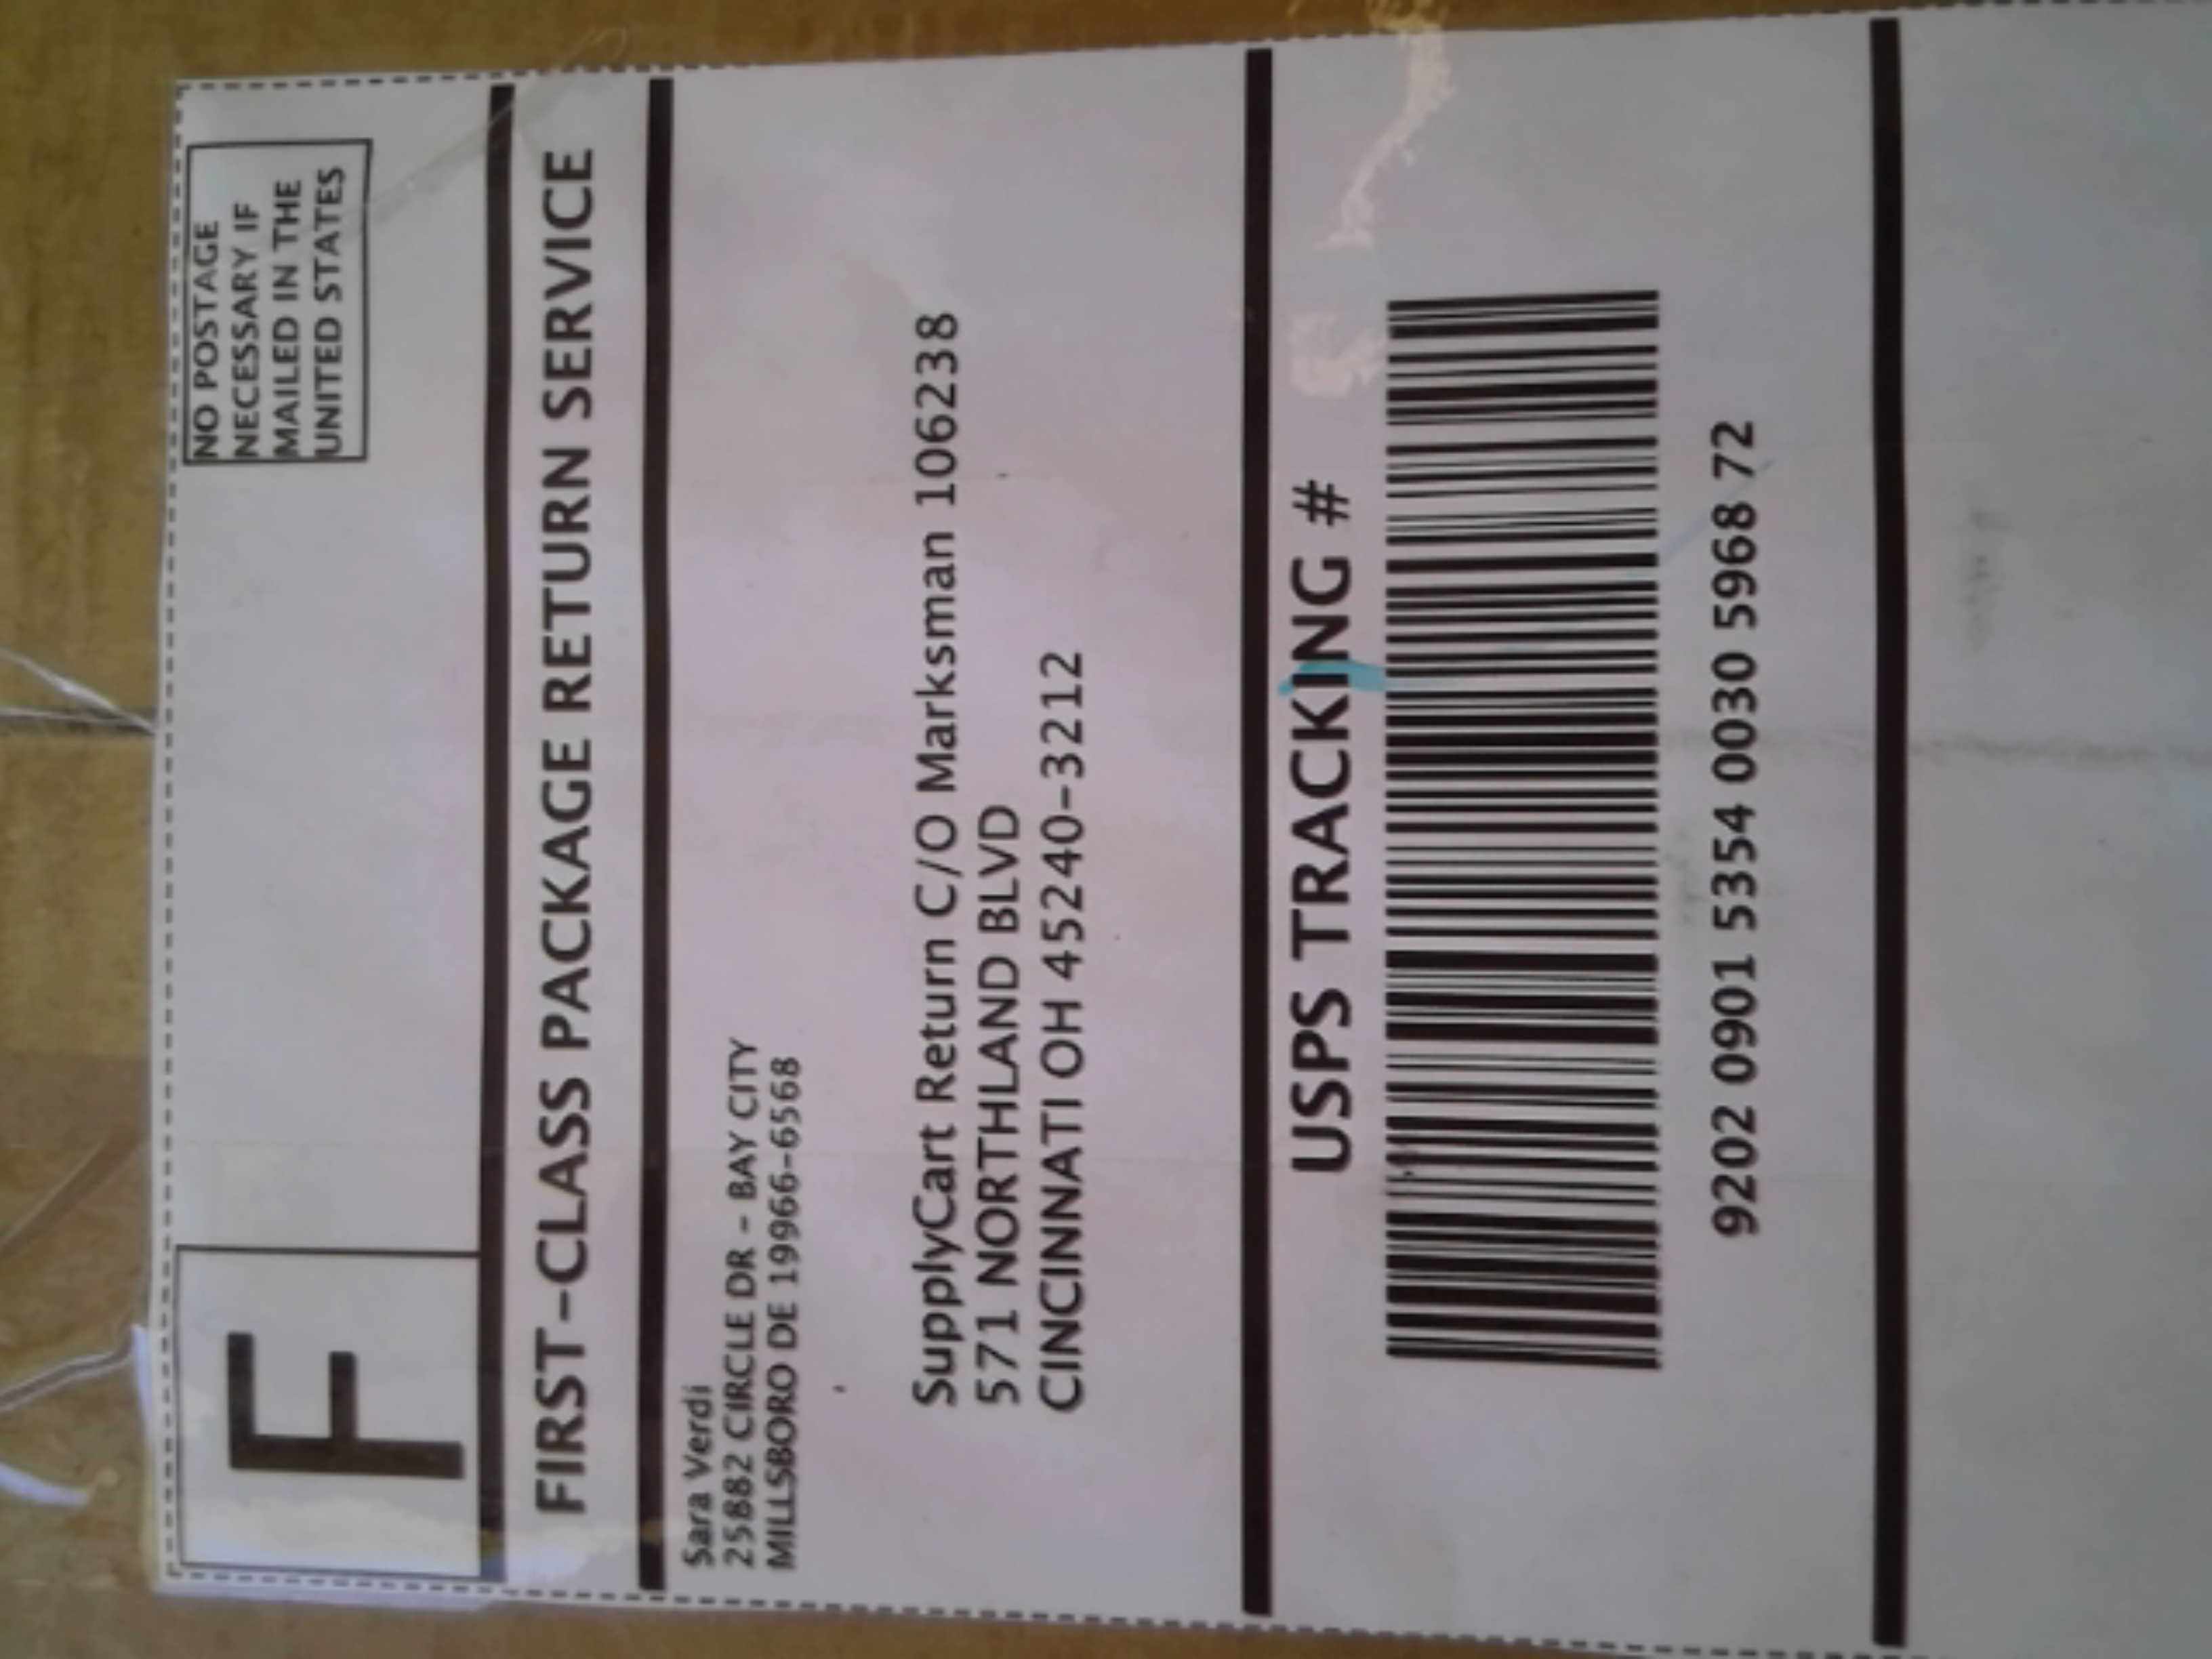 F
NO POSTAGE
NECESSARY IF
MAILED IN THE
UNITED STATES
FIRST-CLASS PACKAGE RETURN SERVICE
Sara Verdi
25882 CIRCLE DR - BAY CITY
MILLSBORO DE 19966-6568
SupplyCart Return C/O Marksman 106238
571 NORTHLAND BLVD
CINCINNATI OH 45240-3212
USPS TRACKING #
9202 0901 5354 0030 5968 72